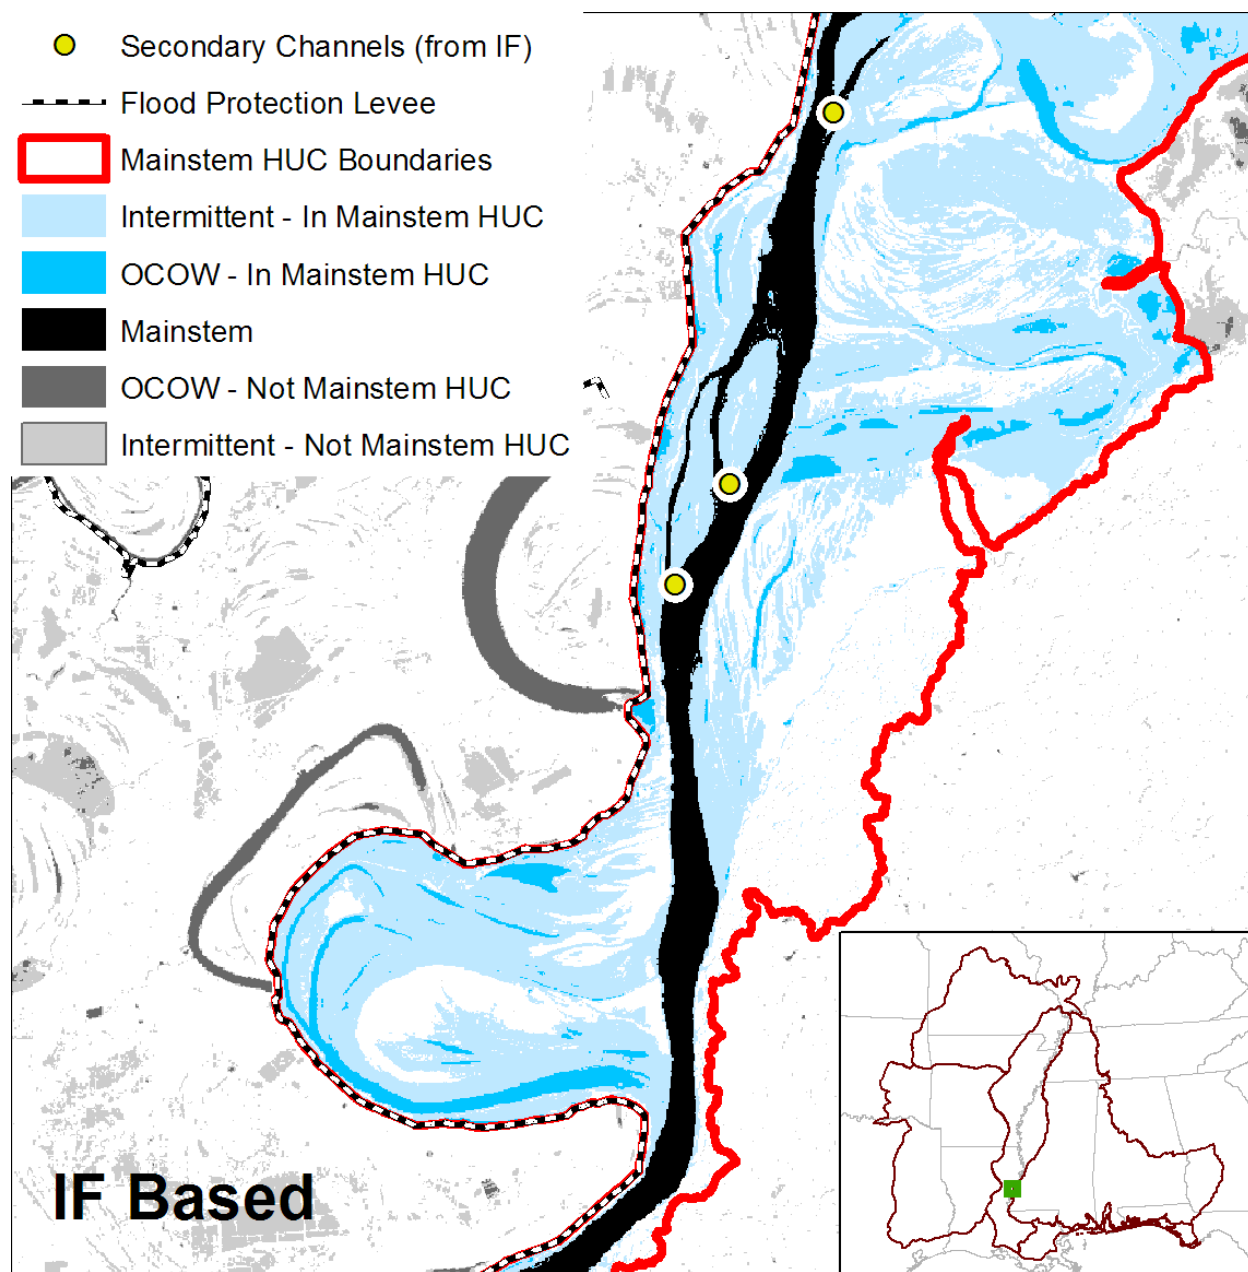 Secondary Channels (from IF)
Flood Protection Levee
Mainstem HUC Boundaries
Intermittent - In Mainstem HUC
OCOW - In Mainstem HUC
Mainstem
OCOW - Not Mainstem HUC
Intermittent - Not Mainstem HUC
IF Based